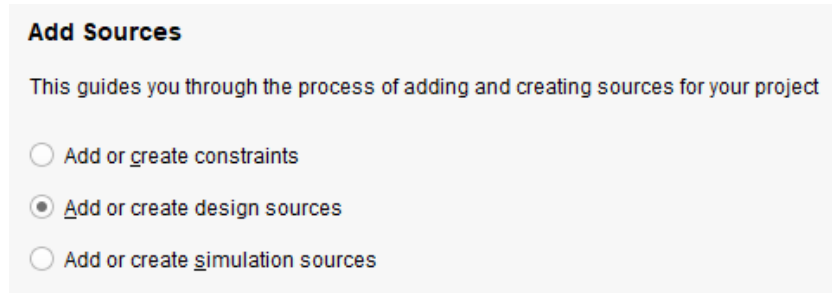 Add Sources
This guides you through the process of adding and creating sources for your project
Add or create constraints
Add or create design sources
Add or create simulation sources